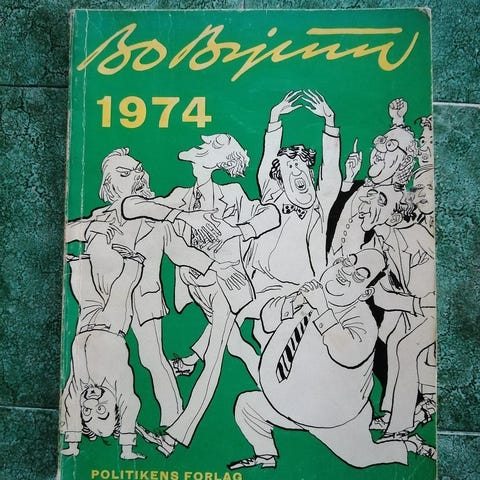 Bo Bojesen
1974
POLITIKENS FORLAG